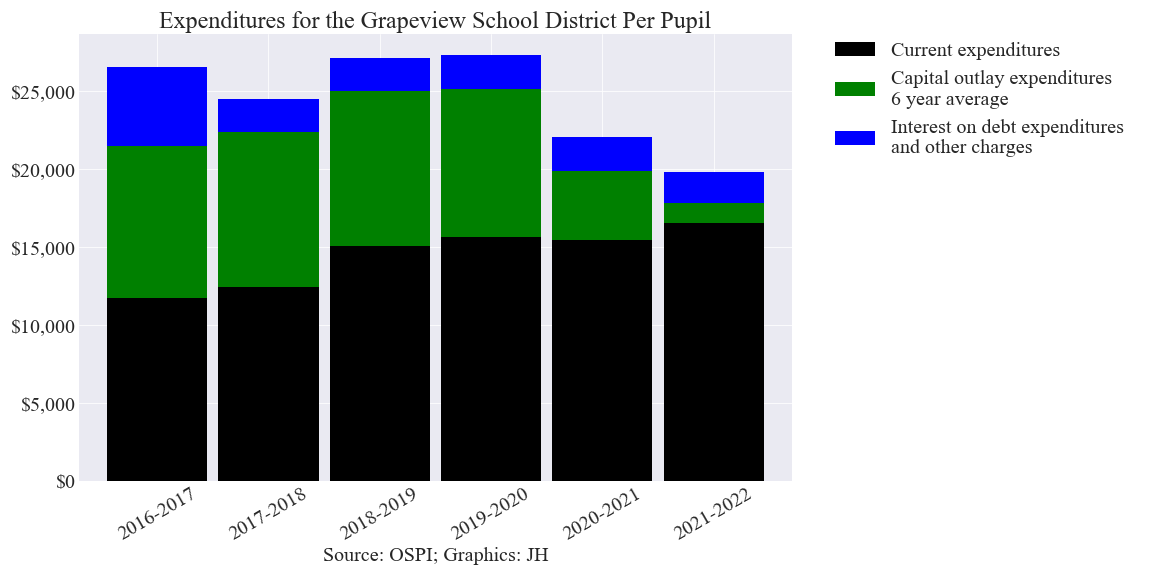 Expenditures for the Grapeview School District Per Pupil
Current expenditures
Capital outlay expenditures
6 year average
Interest on debt expenditures
and other charges
$25,000
$20,000
$15,000
$10,000
$5,000
$0
2016-2017
2017-2018
2018-2019
2019-2020
2020-2021
2021-2022
Source: OSPI; Graphics: JH